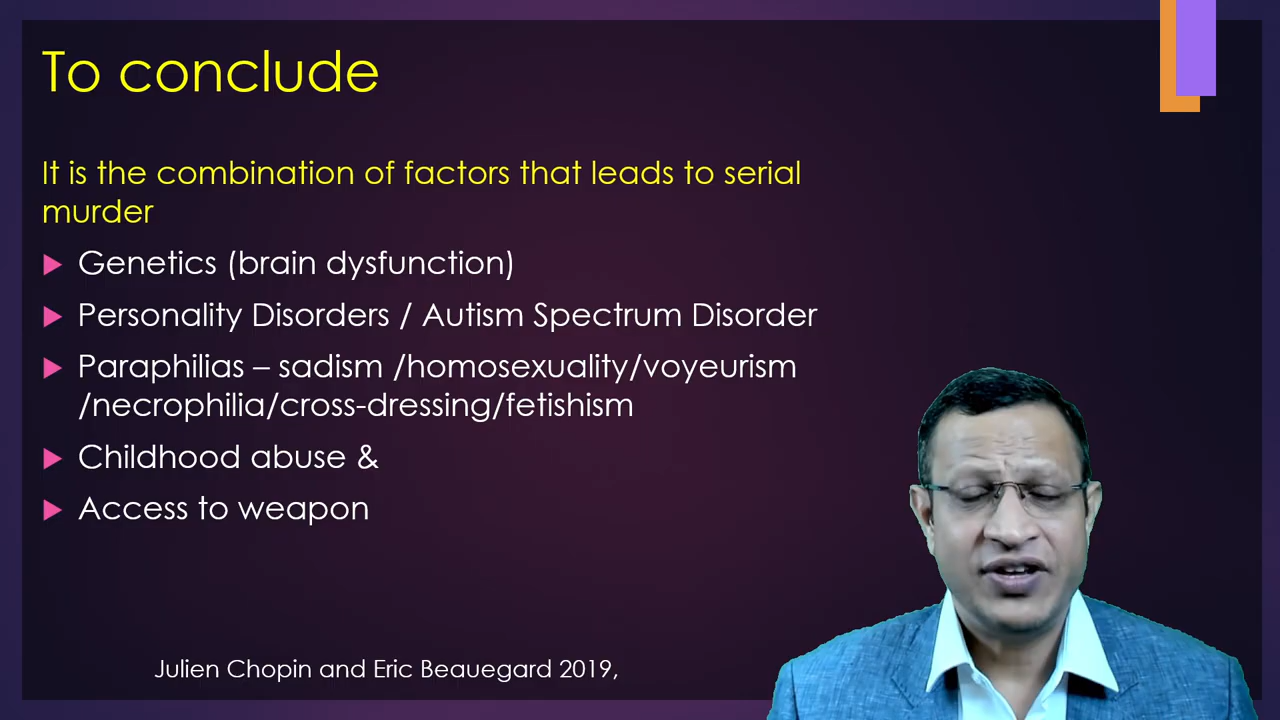 To conclude
It is the combination of factors that leads to serial
murder
Genetics (brain dysfunction)
Personality Disorders / Autism Spectrum Disorder
Paraphilias – sadism /homosexuality/voyeurism
/necrophilia/cross-dressing/fetishism
Childhood abuse &
Access to weapon
Julien Chopin and Eric Beauegard 2019,